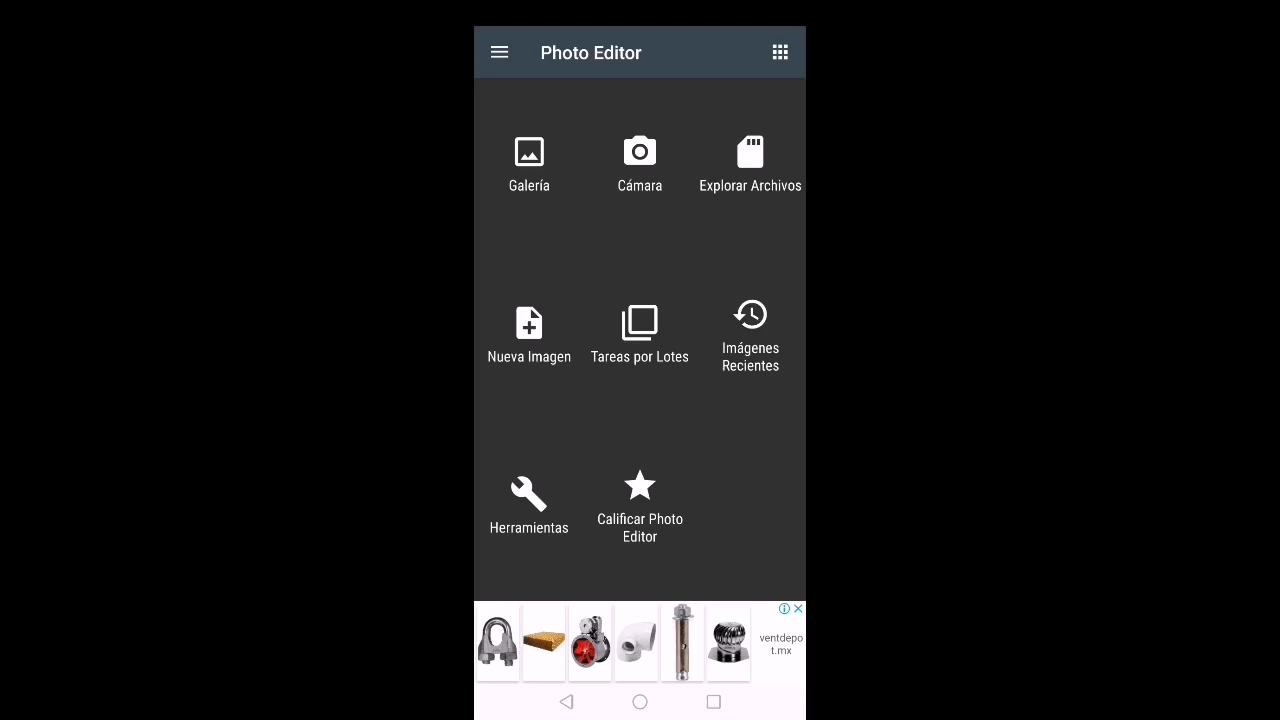 Photo Editor
Galería
Cámara
Explorar Archivos
Nueva Imagen
Tareas por Lotes
Imágenes
Recientes
Herramientas
Calificar Photo
Editor
ventdepo
t.mx